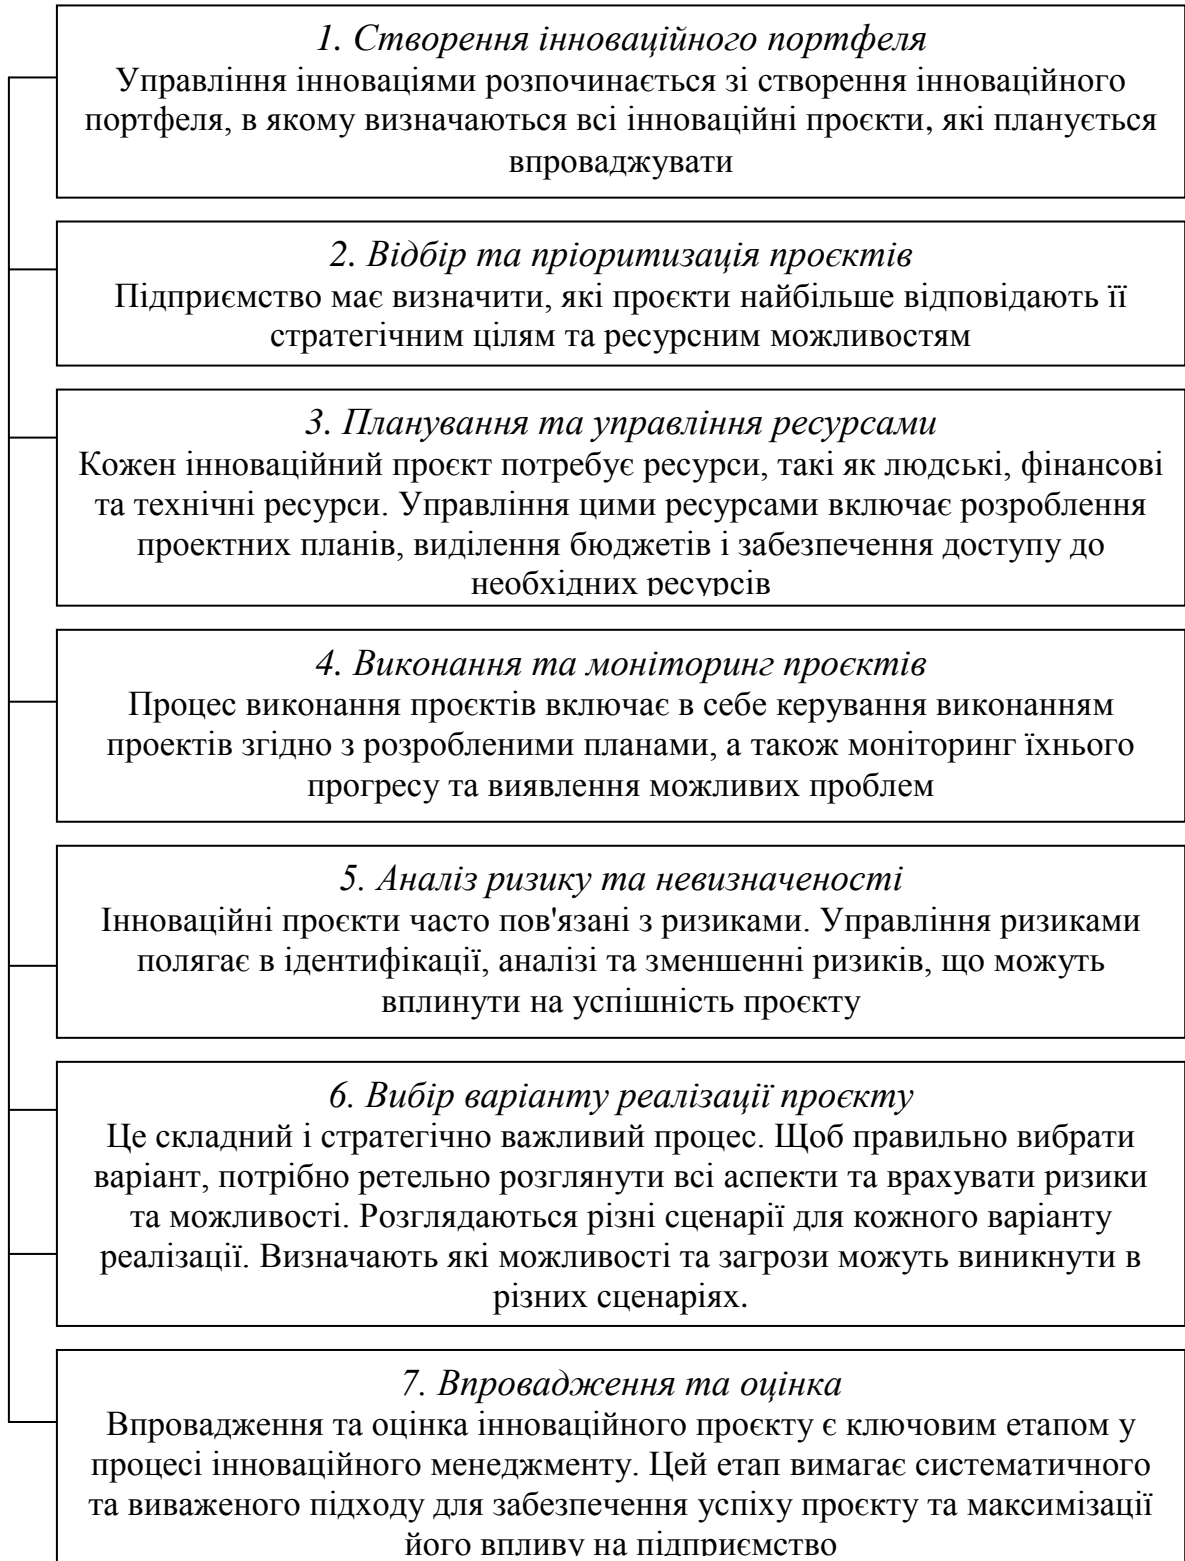 1. Створення інноваційного портфеля
Управління інноваціями розпочинається зі створення інноваційного
портфеля, в якому визначаються всі інноваційні проєкти, які планується
впроваджувати
2. Відбір та пріоритизація проєктів
Підприємство має визначити, які проєкти найбільше відповідають її
стратегічним цілям та ресурсним можливостям
3. Планування та управління ресурсами
Кожен інноваційний проєкт потребує ресурси, такі як людські, фінансові
та технічні ресурси. Управління цими ресурсами включає розроблення
проектних планів, виділення бюджетів і забезпечення доступу до
необхідних ресурсів
4. Виконання та моніторинг проєктів
Процес виконання проєктів включає в себе керування виконанням
проектів згідно з розробленими планами, а також моніторинг їхнього
прогресу та виявлення можливих проблем
5. Аналіз ризику та невизначеності
Інноваційні проєкти часто пов'язані з ризиками. Управління ризиками
полягає в ідентифікації, аналізі та зменшенні ризиків, що можуть
вплинути на успішність проєкту
6. Вибір варіанту реалізації проєкту
Це складний і стратегічно важливий процес. Щоб правильно вибрати
варіант, потрібно ретельно розглянути всі аспекти та врахувати ризики
та можливості. Розглядаються різні сценарії для кожного варіанту
реалізації. Визначають які можливості та загрози можуть виникнути в
різних сценаріях.
7. Впровадження та оцінка
Впровадження та оцінка інноваційного проєкту є ключовим етапом у
процесі інноваційного менеджменту. Цей етап вимагає систематичного
та виваженого підходу для забезпечення успіху проєкту та максимізації
його впливу на підприємство